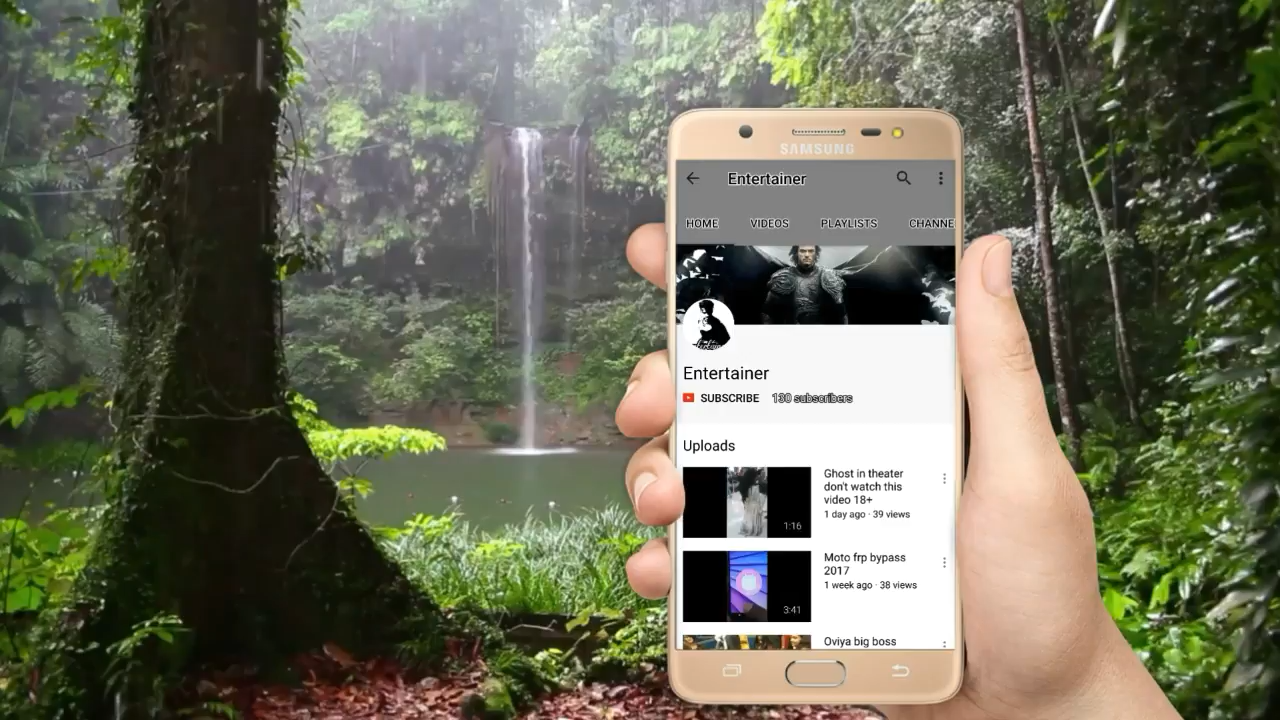 SAMSUNG
Entertainer
HOME VIDEOS PLAYLISTS CHANNE
Entertainer
SUBSCRIBE 130 subscribers
Uploads
Ghost in theater
don't watch this
video 18+
1 day ago · 39 views
1:16
Moto frp bypass
2017
1 week ago · 38 views
3:41
Oviya big boss